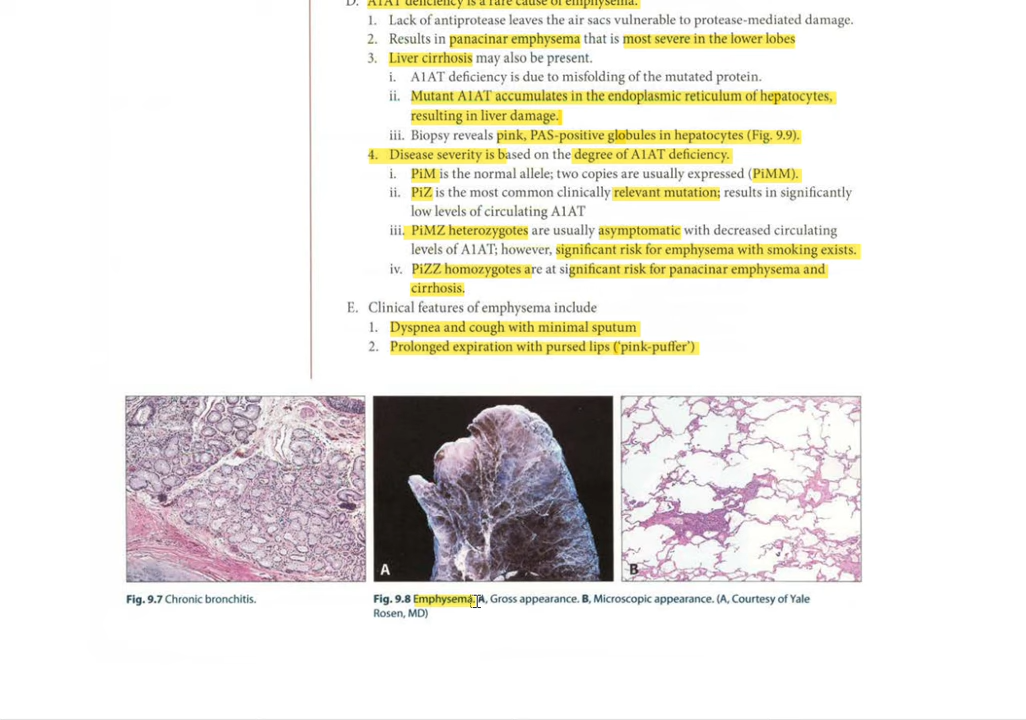 D. A1AT deficiency is a rare cause of emphysema.
1. Lack of antiprotease leaves the air sacs vulnerable to protease-mediated damage.
2. Results in panacinar emphysema that is most severe in the lower lobes
3. Liver cirrhosis may also be present.
i. A1AT deficiency is due to misfolding of the mutated protein.
ii. Mutant A1AT accumulates in the endoplasmic reticulum of hepatocytes,
resulting in liver damage.
iii. Biopsy reveals pink, PAS-positive globules in hepatocytes (Fig. 9.9).
4. Disease severity is based on the degree of A1AT deficiency.
i. PiM is the normal allele; two copies are usually expressed (PiMM).
ii. PiZ is the most common clinically relevant mutation; results in significantly
low levels of circulating A1AT
iii. PiMZ heterozygotes are usually asymptomatic with decreased circulating
levels of A1AT; however, significant risk for emphysema with smoking exists.
iv. PiZZ homozygotes are at significant risk for panacinar emphysema and
cirrhosis.
E. Clinical features of emphysema include
1. Dyspnea and cough with minimal sputum
2. Prolonged expiration with pursed lips ('pink-puffer')
A
B
Fig. 9.7 Chronic bronchitis.
Fig. 9.8 Emphysema. A, Gross appearance. B, Microscopic appearance. (A, Courtesy of Yale
Rosen, MD)